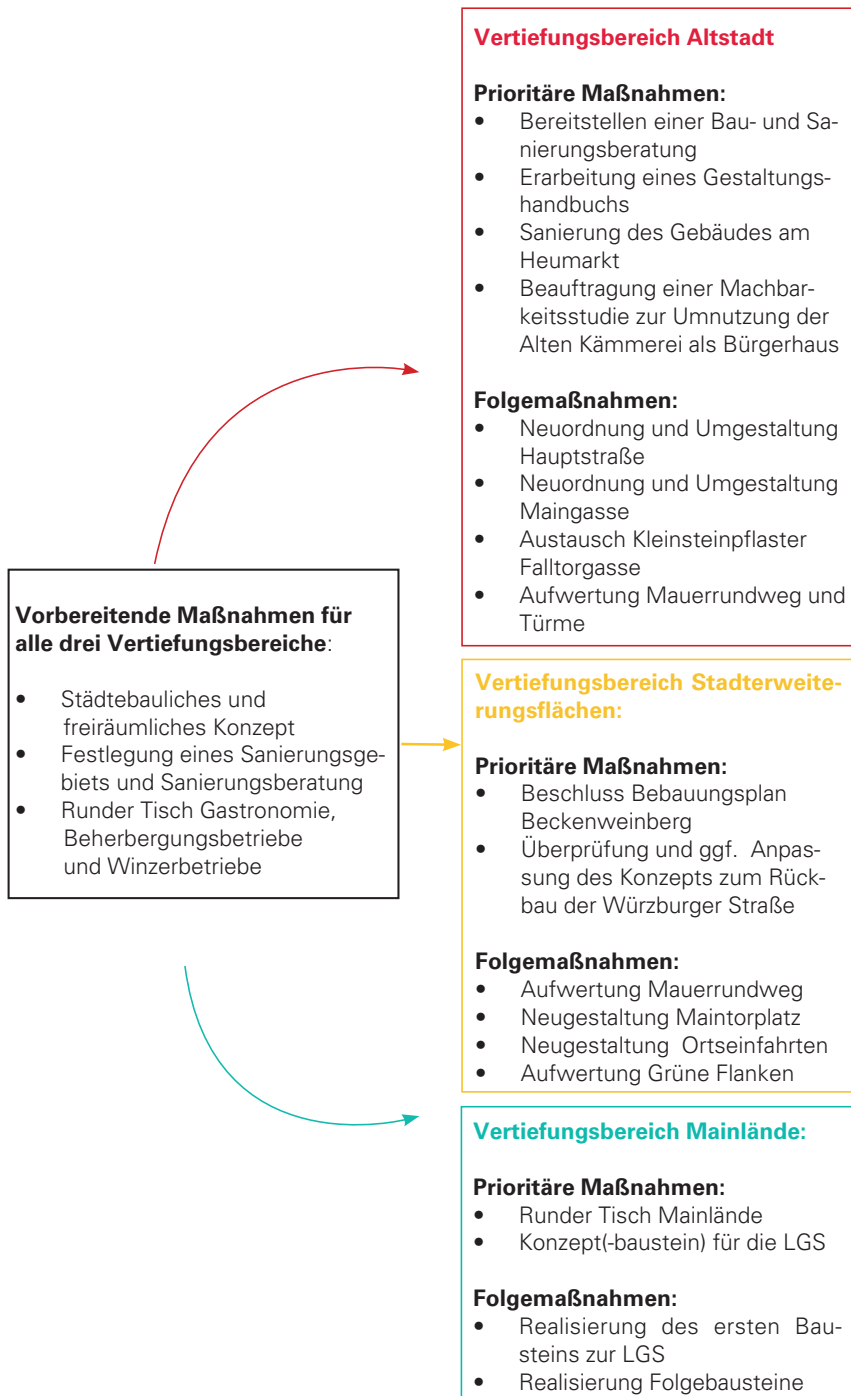 Vertiefungsbereich Altstadt
Prioritäre Maßnahmen:
• Bereitstellen einer Bau- und Sa-
nierungsberatung
• Erarbeitung eines Gestaltungs-
handbuchs
• Sanierung des Gebäudes am
Heumarkt
• Beauftragung einer Machbar-
keitsstudie zur Umnutzung der
Alten Kämmerei als Bürgerhaus
Folgemaßnahmen:
• Neuordnung und Umgestaltung
Hauptstraße
• Neuordnung und Umgestaltung
Maingasse
• Austausch Kleinsteinpflaster
Falltorgasse
• Aufwertung Mauerrundweg und
Türme
Vorbereitende Maßnahmen für
alle drei Vertiefungsbereiche:
• Städtebauliches und
freiräumliches Konzept
• Festlegung eines Sanierungsge-
biets und Sanierungsberatung
• Runder Tisch Gastronomie,
Beherbergungsbetriebe
und Winzerbetriebe
Vertiefungsbereich Stadterweite-
rungsflächen:
Prioritäre Maßnahmen:
• Beschluss Bebauungsplan
Beckenweinberg
• Überprüfung und ggf. Anpas-
sung des Konzepts zum Rück-
bau der Würzburger Straße
Folgemaßnahmen:
• Aufwertung Mauerrundweg
• Neugestaltung Maintorplatz
• Neugestaltung Ortseinfahrten
• Aufwertung Grüne Flanken
Vertiefungsbereich Mainlände:
Prioritäre Maßnahmen:
• Runder Tisch Mainlände
• Konzept(-baustein) für die LGS
Folgemaßnahmen:
• Realisierung des ersten Bau-
steins zur LGS
• Realisierung Folgebausteine